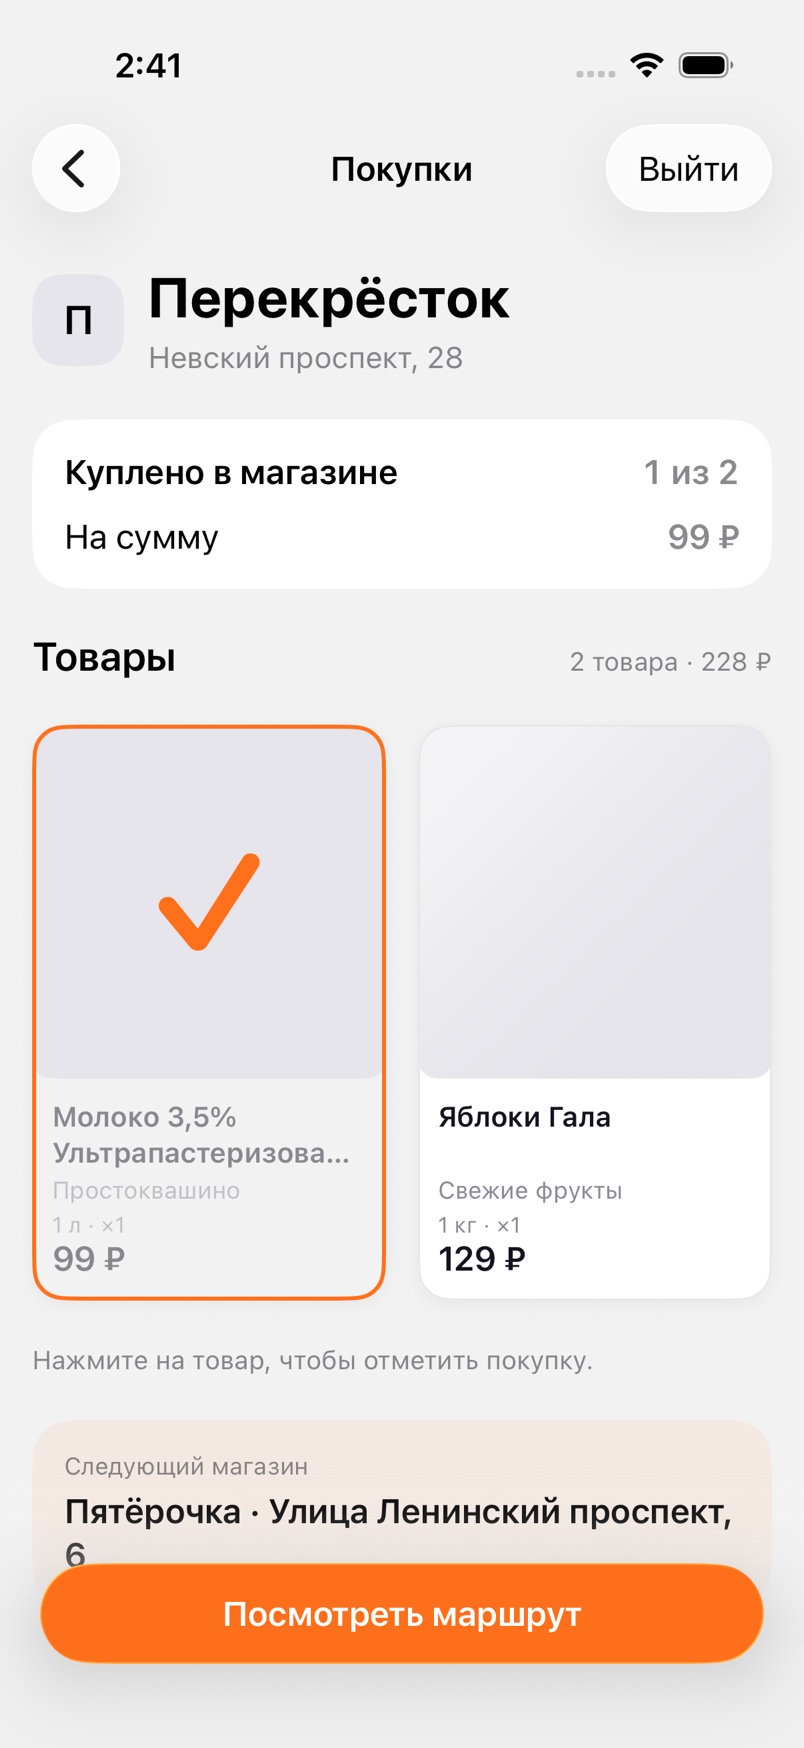 2:41
Покупки
Выйти
П
Перекрёсток
Невский проспект, 28
Куплено в магазине
1 из 2
На сумму
99 ₽
Товары
2 товара · 228 ₽
Молоко 3,5%
Ультрапастеризова...
Простоквашино
1 л · ×1
99 ₽
Яблоки Гала
Свежие фрукты
1 кг · ×1
129 ₽
Нажмите на товар, чтобы отметить покупку.
Следующий магазин
Пятёрочка · Улица Ленинский проспект,
6
Посмотреть маршрут